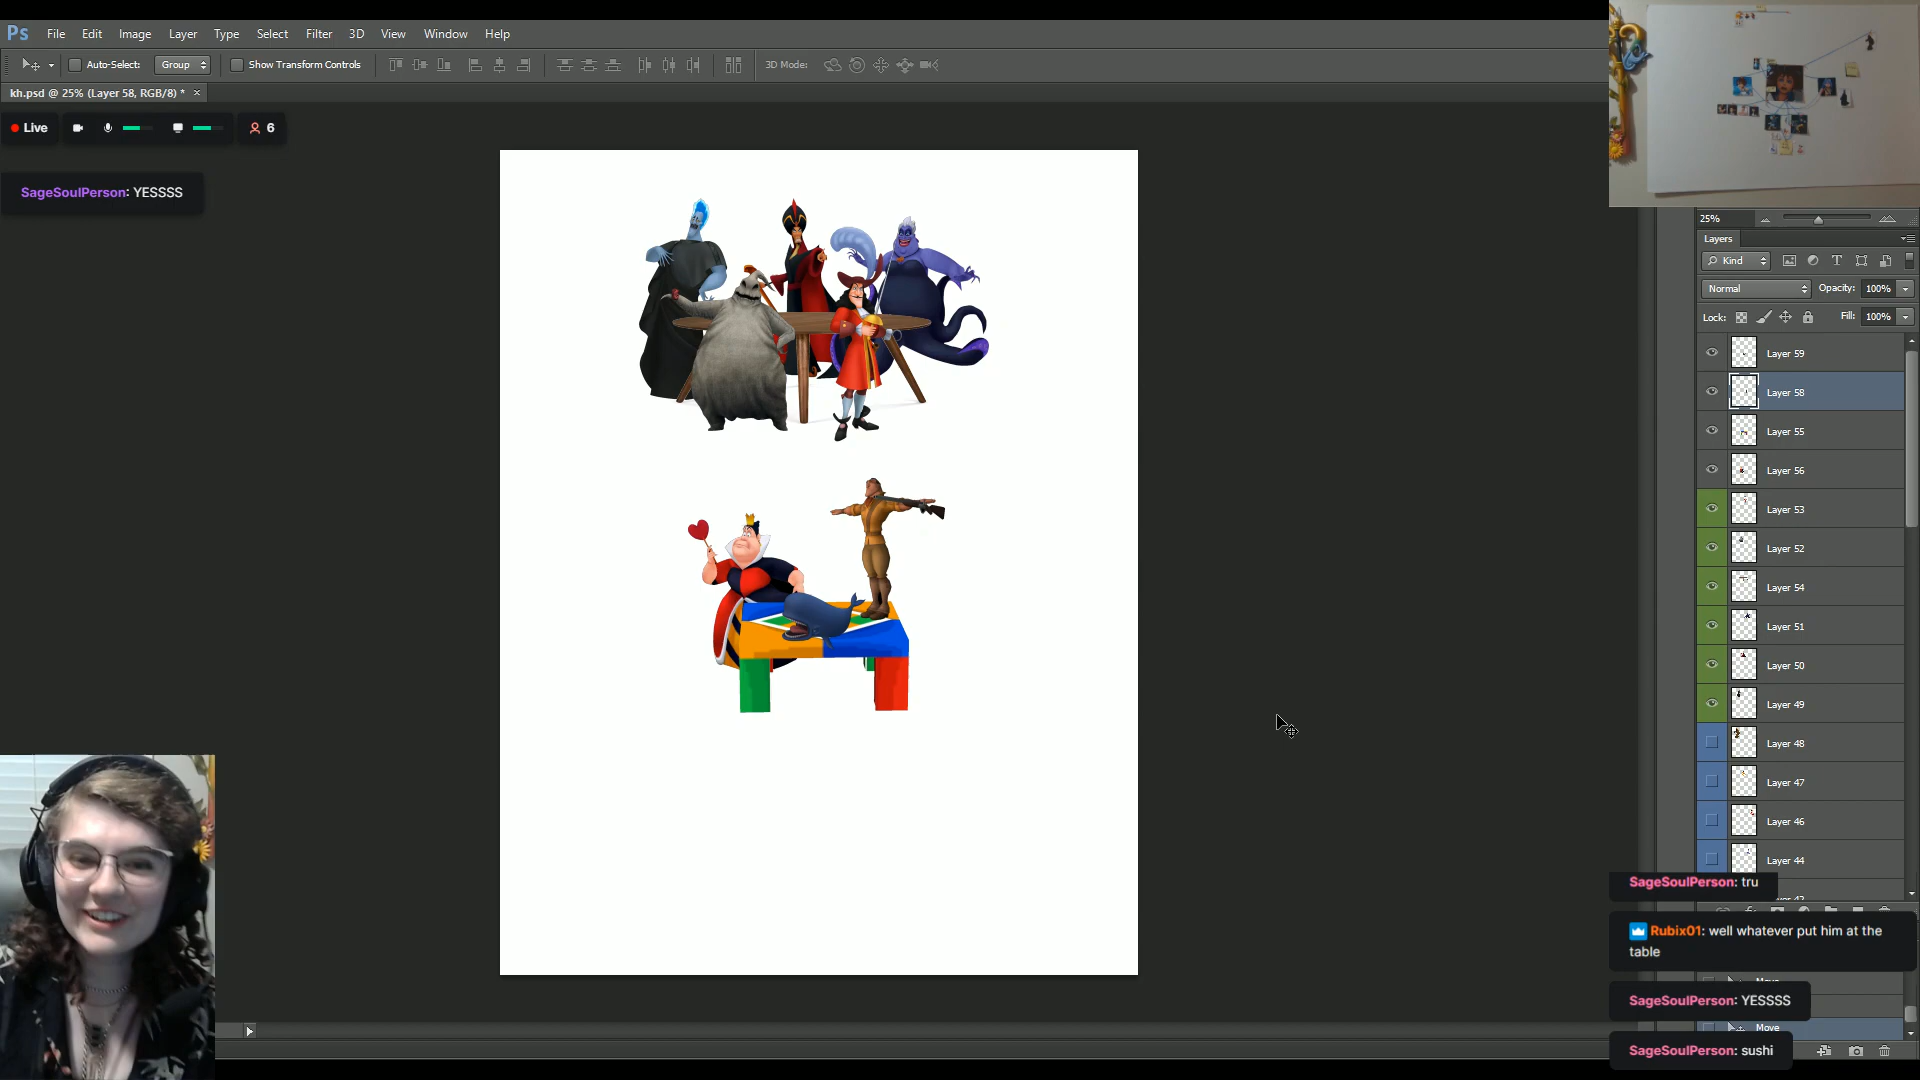 Ps File Edit Image Layer Type Select Filter 3D View Window Help
Auto-Select: Group Show Transform Controls 3D Mode:
kh.psd @ 25% (Layer 58, RGB/8) * ×
Live 6
SageSoulPerson: YESSSS
25%
Layers
Kind
Normal Opacity: 100%
Lock: Fill: 100%
Layer 59
Layer 58
Layer 55
Layer 56
Layer 53
Layer 52
Layer 54
Layer 51
Layer 50
Layer 49
Layer 48
Layer 47
Layer 46
Layer 44
SageSoulPerson: tru
Rubix01: well whatever put him at the
table
SageSoulPerson: YESSSS
Move
SageSoulPerson: sushi